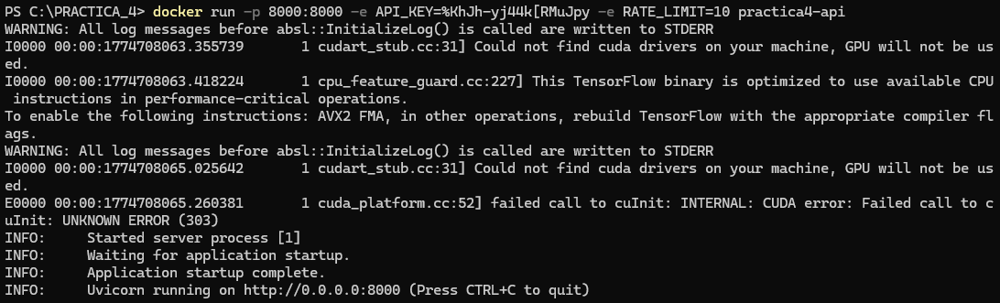 PS C:\PRACTICA_4> docker run -p 8000:8000 -e API_KEY=%KhJh-yj44k[RMuJpy -e RATE_LIMIT=10 practica4-api
WARNING: All log messages before absl::InitializeLog() is called are written to STDERR
I0000 00:00:1774708063.355739       1 cudart_stub.cc:31] Could not find cuda drivers on your machine, GPU will not be us
ed.
I0000 00:00:1774708063.418224       1 cpu_feature_guard.cc:227] This TensorFlow binary is optimized to use available CPU
 instructions in performance-critical operations.
To enable the following instructions: AVX2 FMA, in other operations, rebuild TensorFlow with the appropriate compiler fl
ags.
WARNING: All log messages before absl::InitializeLog() is called are written to STDERR
I0000 00:00:1774708065.025642       1 cudart_stub.cc:31] Could not find cuda drivers on your machine, GPU will not be us
ed.
E0000 00:00:1774708065.260381       1 cuda_platform.cc:52] failed call to cuInit: INTERNAL: CUDA error: Failed call to c
uInit: UNKNOWN ERROR (303)
INFO:     Started server process [1]
INFO:     Waiting for application startup.
INFO:     Application startup complete.
INFO:     Uvicorn running on http://0.0.0.0:8000 (Press CTRL+C to quit)